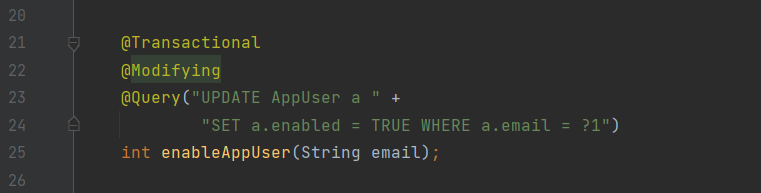 20
21 @Transactional
22 @Modifying
23 @Query("UPDATE AppUser a " +
24 "SET a.enabled = TRUE WHERE a.email = ?1")
25 int enableAppUser(String email);
26